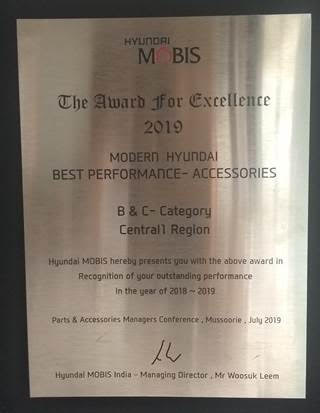 HYUNDAI
MOBIS
The Award For Excellence
2019
MODERN HYUNDAI
BEST PERFORMANCE- ACCESSORIES
B & C- Category
Central1 Region
Hyundai MOBIS hereby presents you with the above award in
Recognition of your outstanding performance
In the year of 2018 ~ 2019.
Parts & Accessories Managers Conference , Mussoorie , July 2019
Hyundai MOBIS India - Managing Director , Mr Woosuk Leem